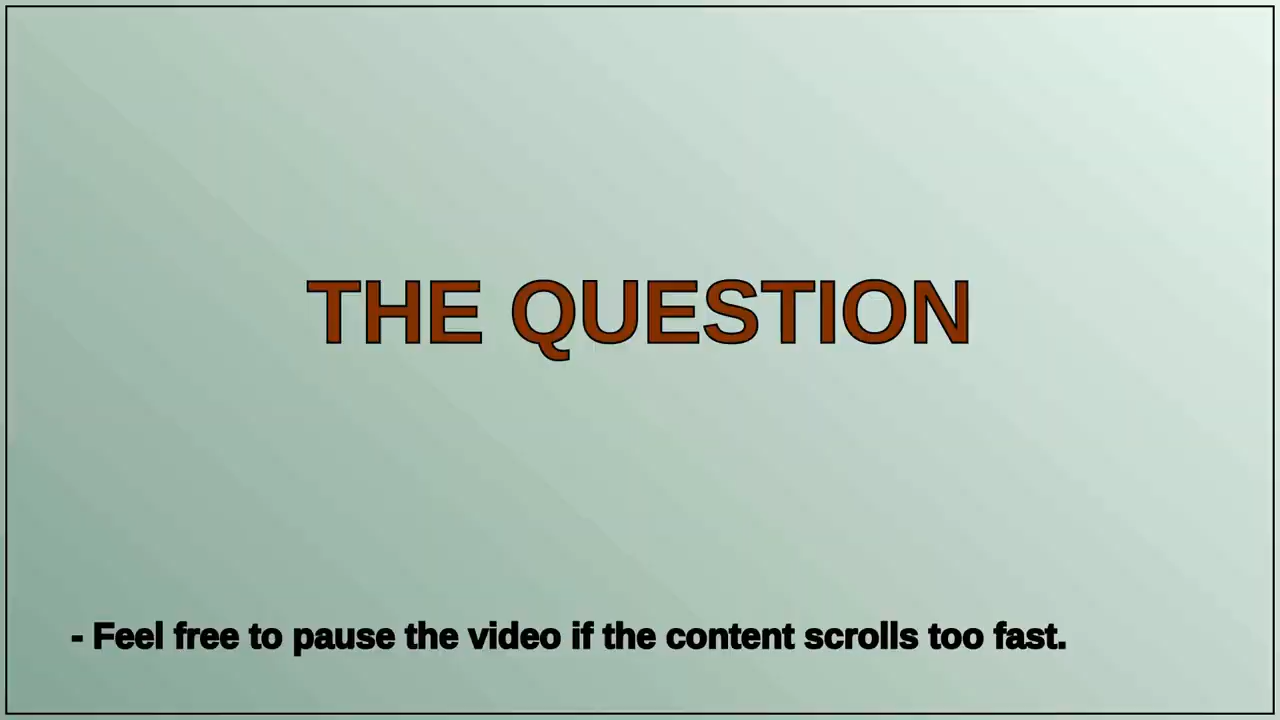 THE QUESTION
- Feel free to pause the video if the content scrolls too fast.